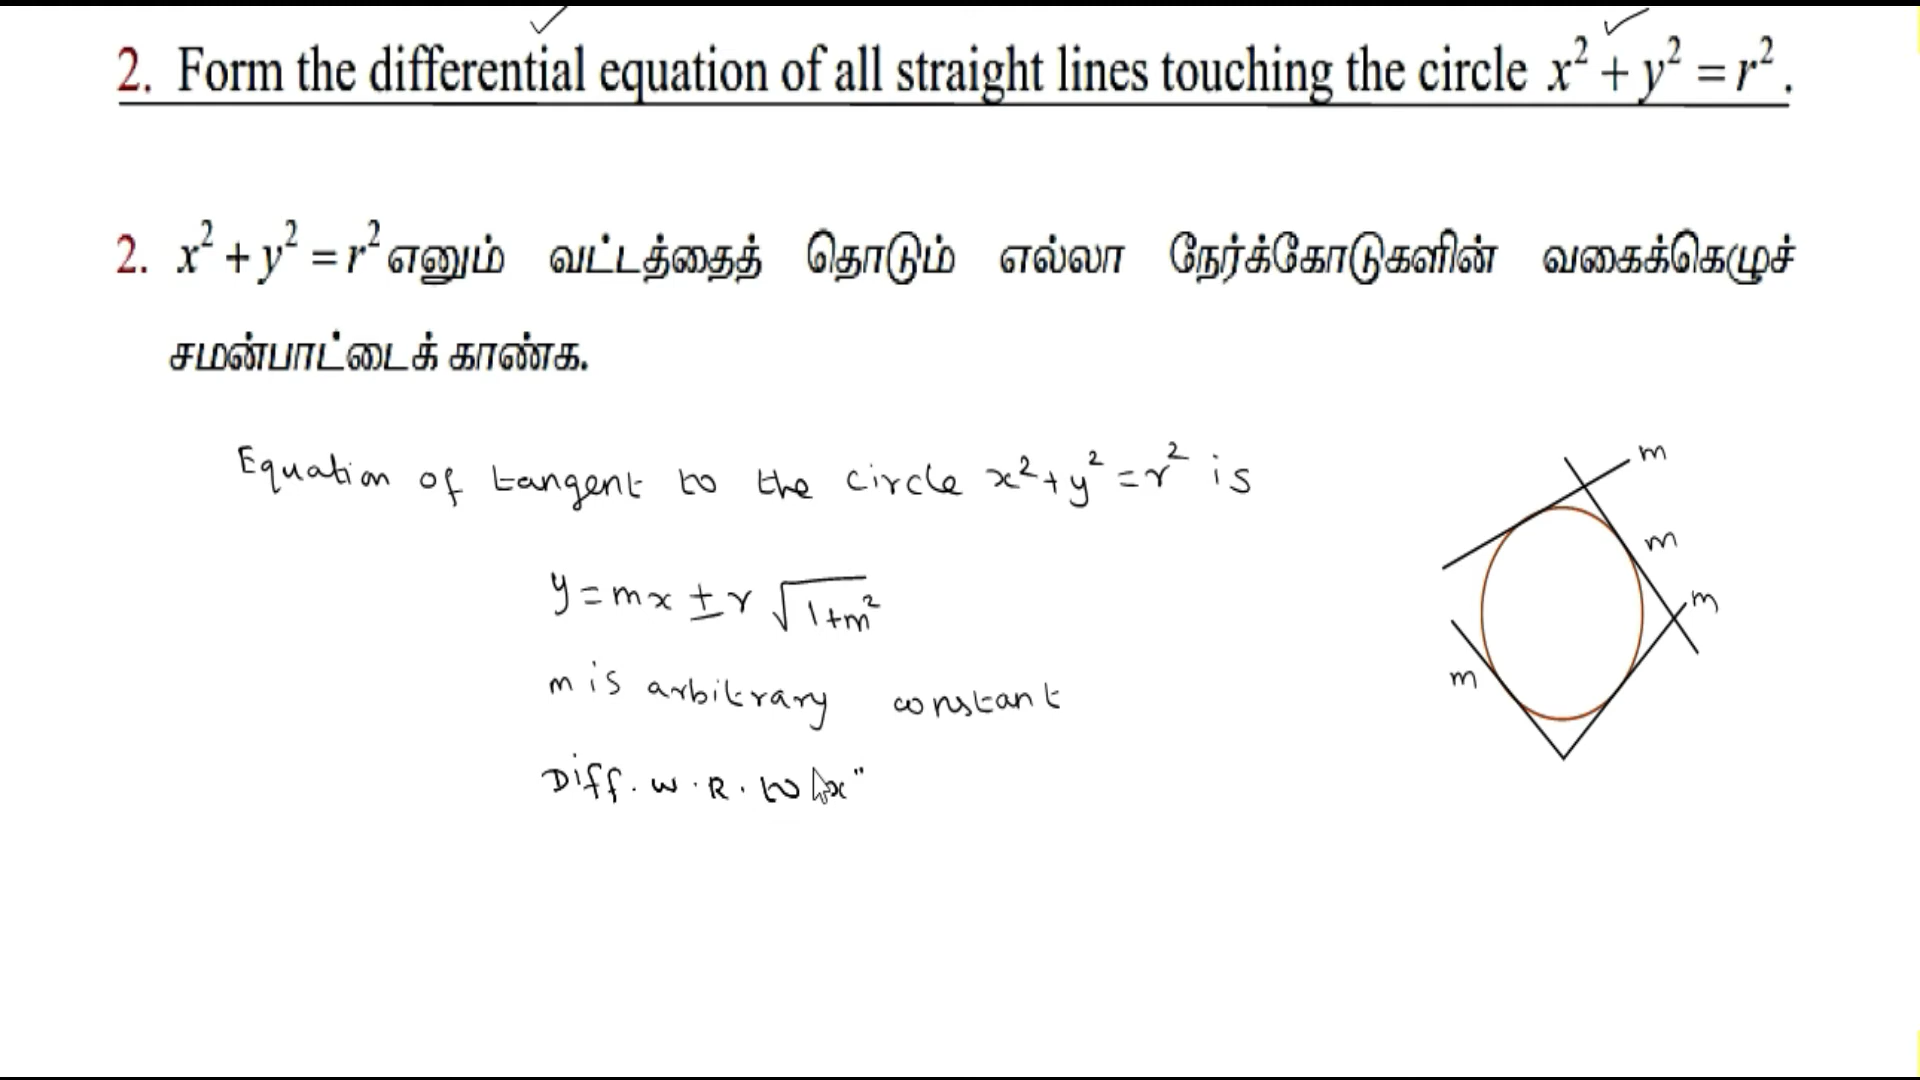 2. Form the differential equation of all straight lines touching the circle x² + y² = r².
2. x² + y² = r² எனும் வட்டத்தைத் தொடும் எல்லா நேர்க்கோடுகளின் வகைக்கெழுச்
சமன்பாட்டைக் காண்க.
Equation of tangent to the circle x² + y² = r² is
y = mx ± r √1+m²
m is arbitrary constant
Diff. W.R. to "x"
m
m
m
m